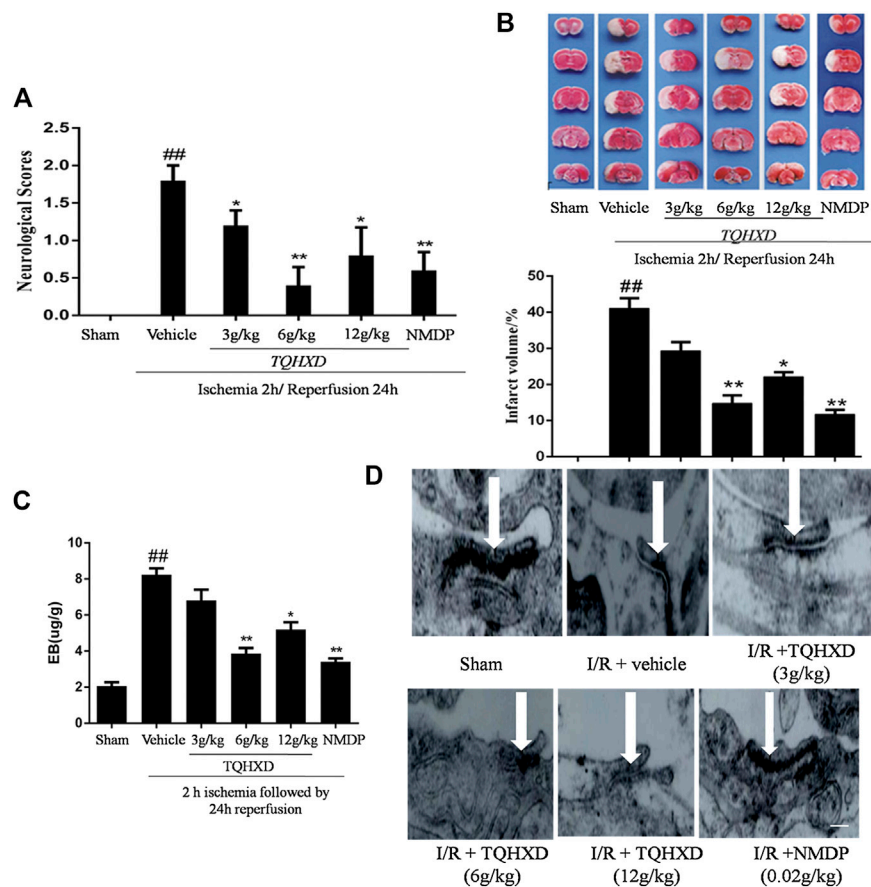 A
Neurological Scores
2.5
2.0
1.5
1.0
0.5
0.0
##
*
**
*
**
Sham Vehicle 3g/kg 6g/kg 12g/kg NMDP
TQHXD
Ischemia 2h/ Reperfusion 24h
B
Sham Vehicle 3g/kg 6g/kg 12g/kg NMDP
TQHXD
Ischemia 2h/ Reperfusion 24h
Infarct volume/%
50
40
30
20
10
0
##
**
*
**
C
EB(ug/g)
10
8
6
4
2
0
##
**
*
**
Sham Vehicle 3g/kg 6g/kg 12g/kg NMDP
TQHXD
2 h ischemia followed by
24h reperfusion
D
Sham
I/R + vehicle
I/R +TQHXD
(3g/kg)
I/R + TQHXD
(6g/kg)
I/R + TQHXD
(12g/kg)
I/R +NMDP
(0.02g/kg)